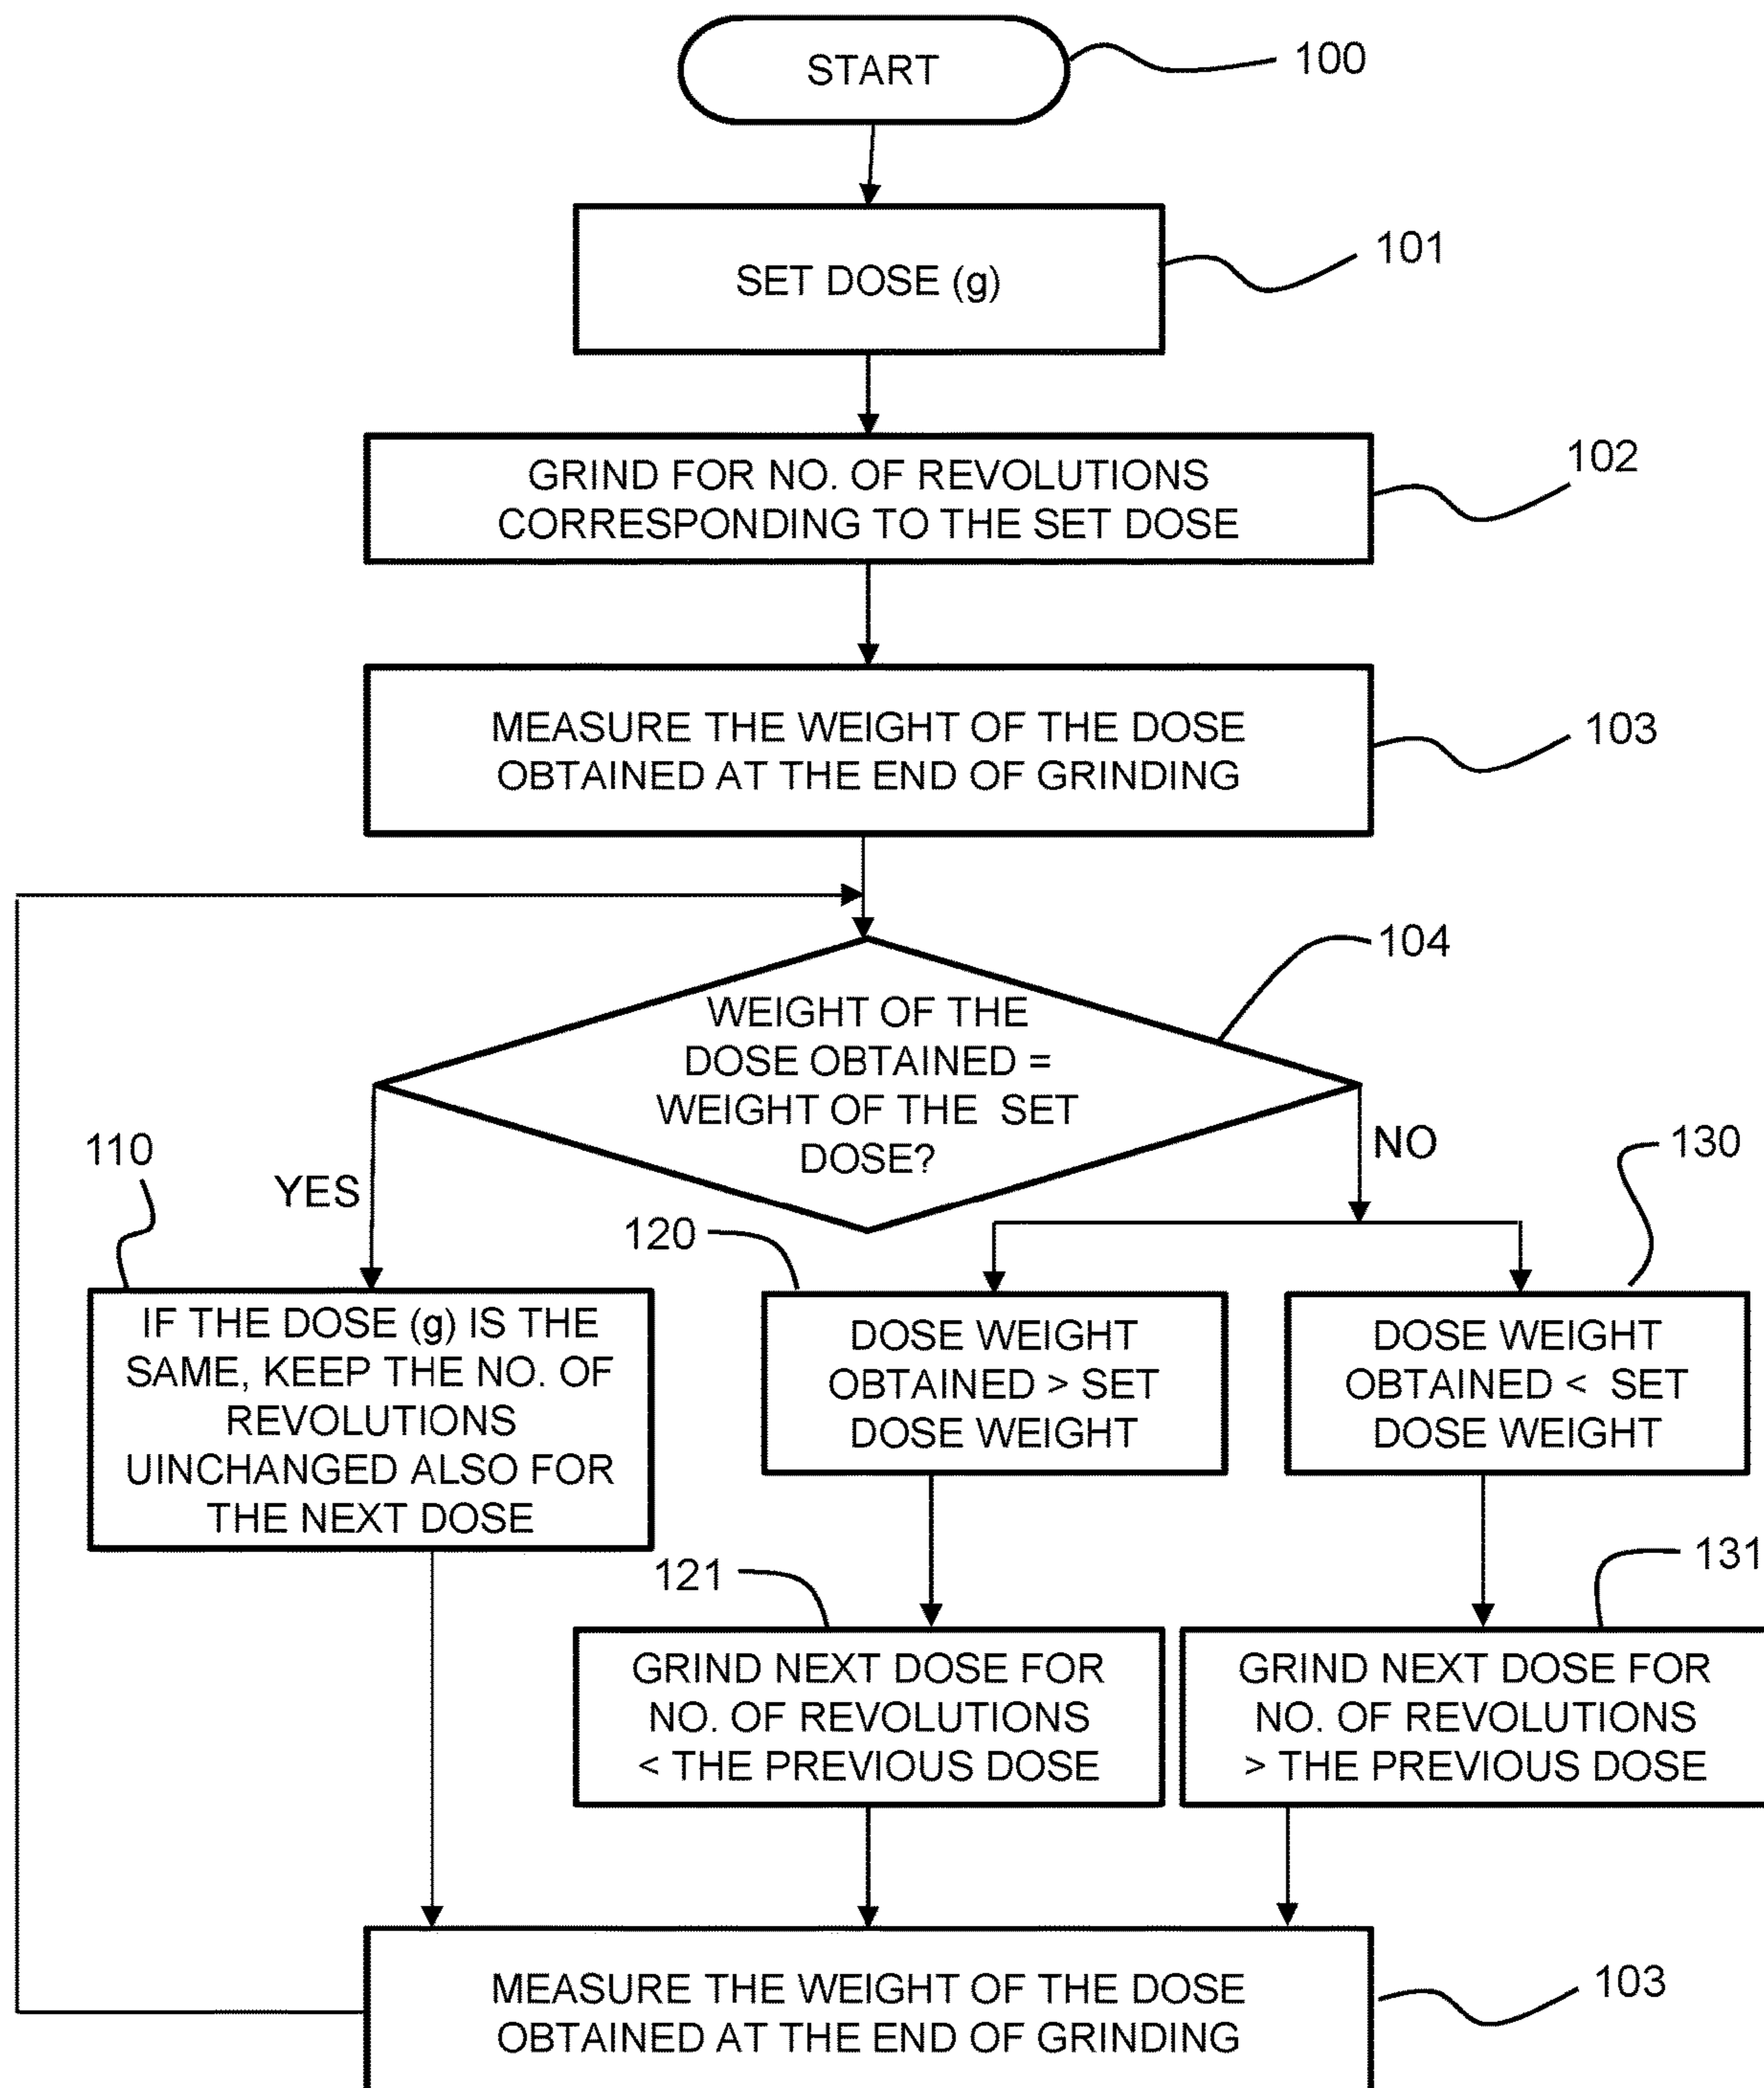 START
100
SET DOSE (g)
101
GRIND FOR NO. OF REVOLUTIONS
CORRESPONDING TO THE SET DOSE
102
MEASURE THE WEIGHT OF THE DOSE
OBTAINED AT THE END OF GRINDING
103
WEIGHT OF THE
DOSE OBTAINED =
WEIGHT OF THE SET
DOSE?
104
YES
NO
110
IF THE DOSE (g) IS THE
SAME, KEEP THE NO. OF
REVOLUTIONS
UINCHANGED ALSO FOR
THE NEXT DOSE
120
DOSE WEIGHT
OBTAINED > SET
DOSE WEIGHT
130
DOSE WEIGHT
OBTAINED < SET
DOSE WEIGHT
121
GRIND NEXT DOSE FOR
NO. OF REVOLUTIONS
< THE PREVIOUS DOSE
131
GRIND NEXT DOSE FOR
NO. OF REVOLUTIONS
> THE PREVIOUS DOSE
MEASURE THE WEIGHT OF THE DOSE
OBTAINED AT THE END OF GRINDING
103